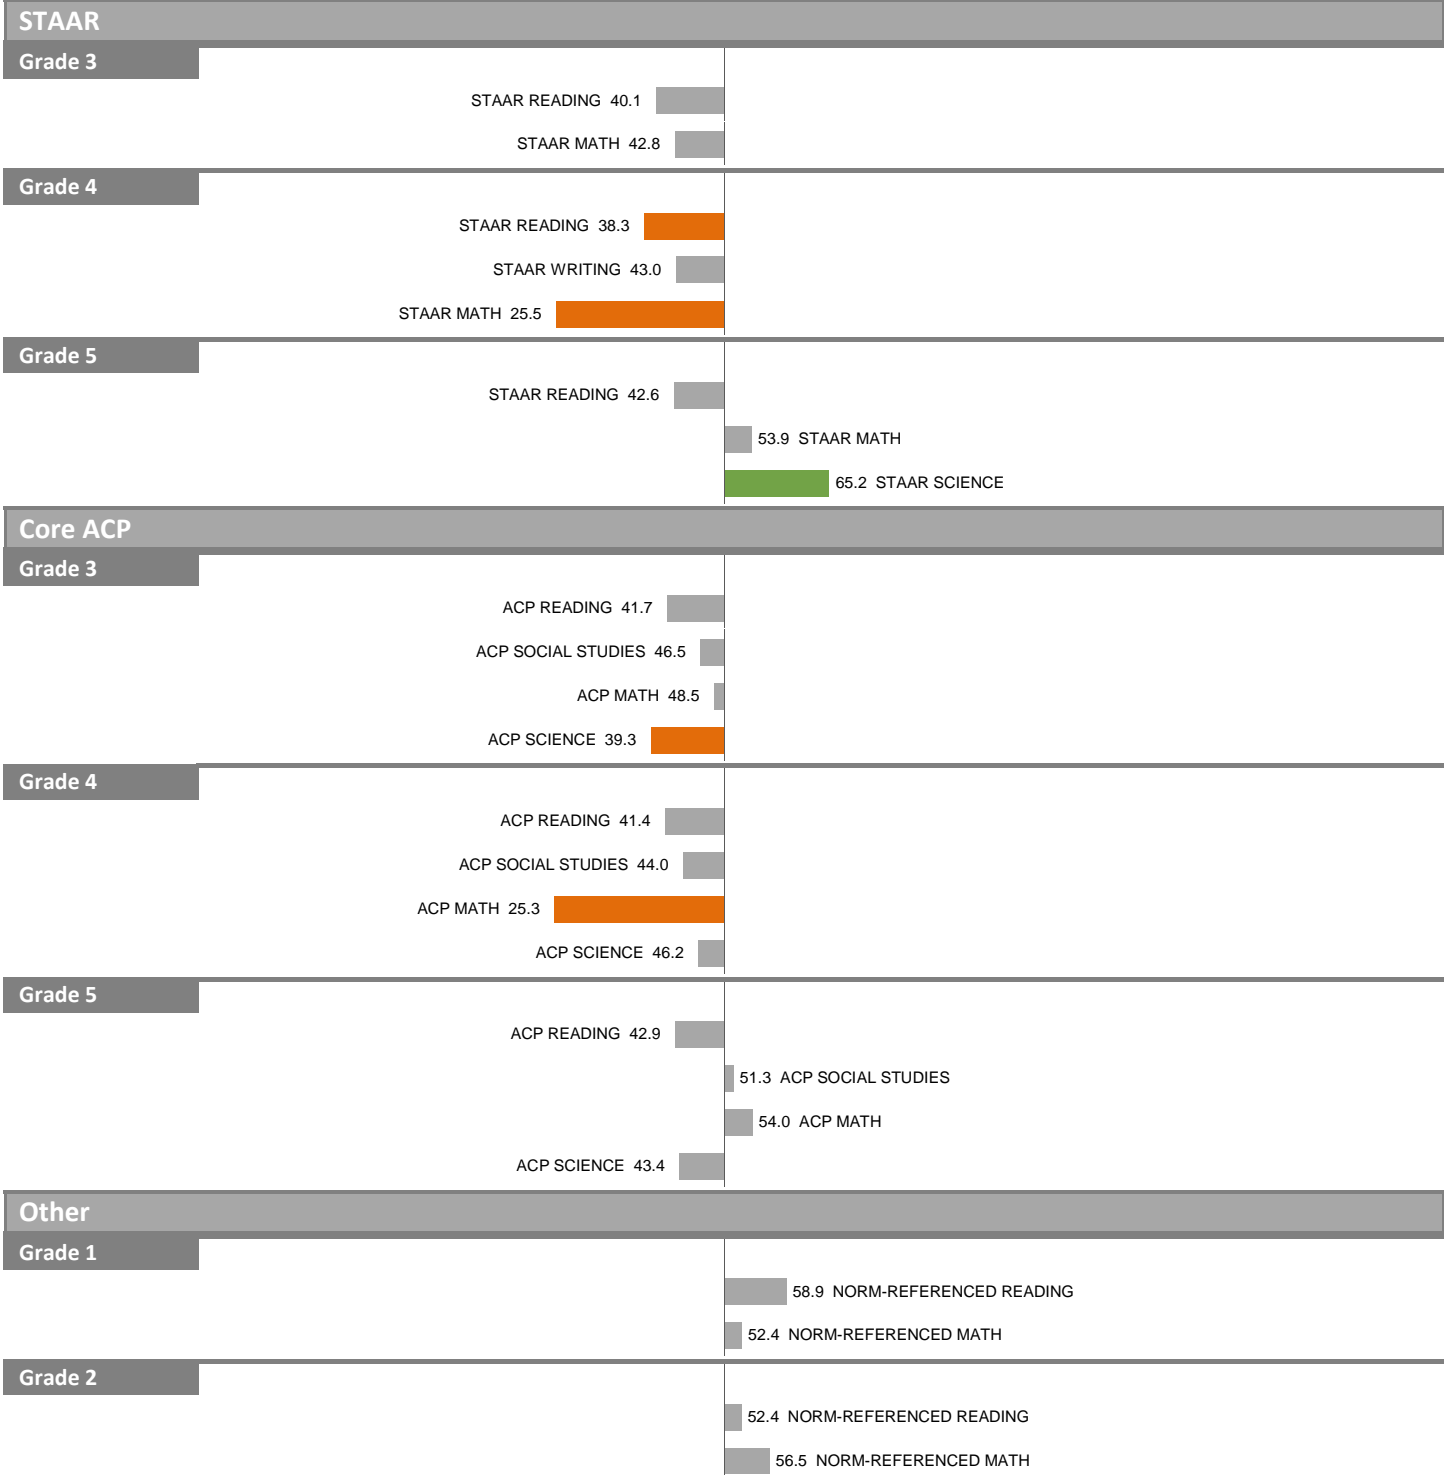 STAAR
Grade 3
STAAR READING 40.1
STAAR MATH 42.8
Grade 4
STAAR READING 38.3
STAAR WRITING 43.0
STAAR MATH 25.5
Grade 5
STAAR READING 42.6
53.9 STAAR MATH
65.2 STAAR SCIENCE
Core ACP
Grade 3
ACP READING 41.7
ACP SOCIAL STUDIES 46.5
ACP MATH 48.5
ACP SCIENCE 39.3
Grade 4
ACP READING 41.4
ACP SOCIAL STUDIES 44.0
ACP MATH 25.3
ACP SCIENCE 46.2
Grade 5
ACP READING 42.9
51.3 ACP SOCIAL STUDIES
54.0 ACP MATH
ACP SCIENCE 43.4
Other
Grade 1
58.9 NORM-REFERENCED READING
52.4 NORM-REFERENCED MATH
Grade 2
52.4 NORM-REFERENCED READING
56.5 NORM-REFERENCED MATH